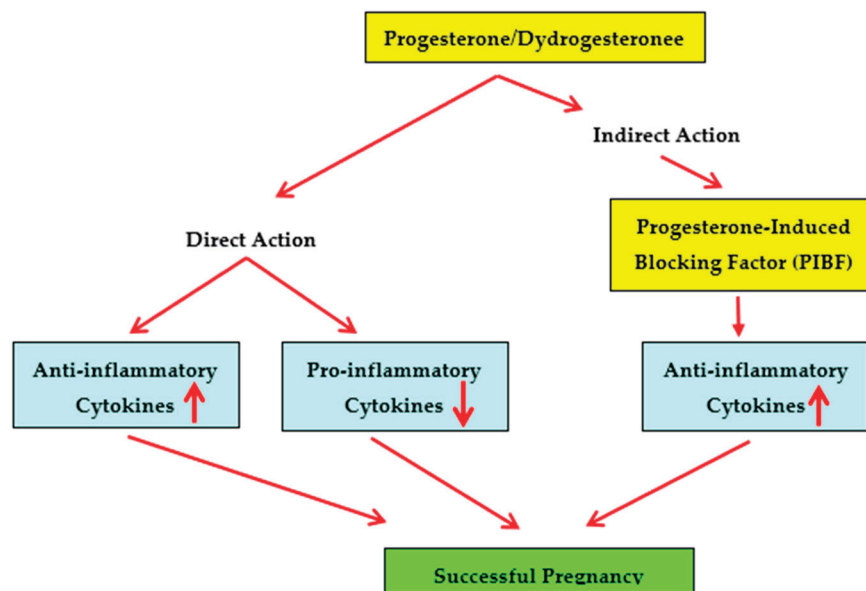 Progesterone/Dydrogesteronee
Indirect Action
Direct Action
Progesterone-Induced
Blocking Factor (PIBF)
Anti-inflammatory
Cytokines
Pro-inflammatory
Cytokines
Anti-inflammatory
Cytokines
Successful Pregnancy